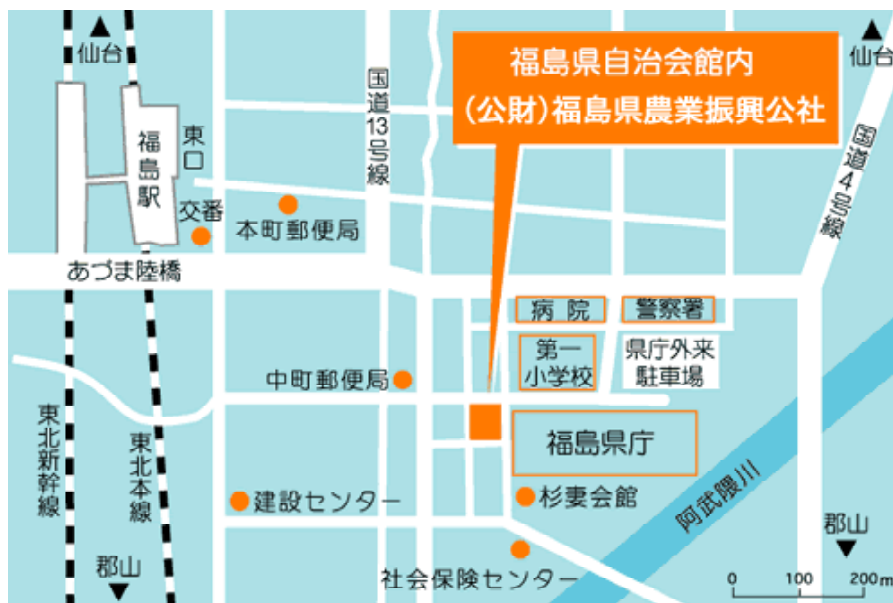 仙台
仙台
福島県自治会館内
(公財)福島県農業振興公社
国道13号線
国道4号線
東口
福島駅
交番
本町郵便局
あづま陸橋
病院
警察署
第一
小学校
県庁外来
駐車場
中町郵便局
福島県庁
東北新幹線
東北本線
建設センター
杉妻会館
阿武隈川
社会保険センター
郡山
郡山
0 100 200m